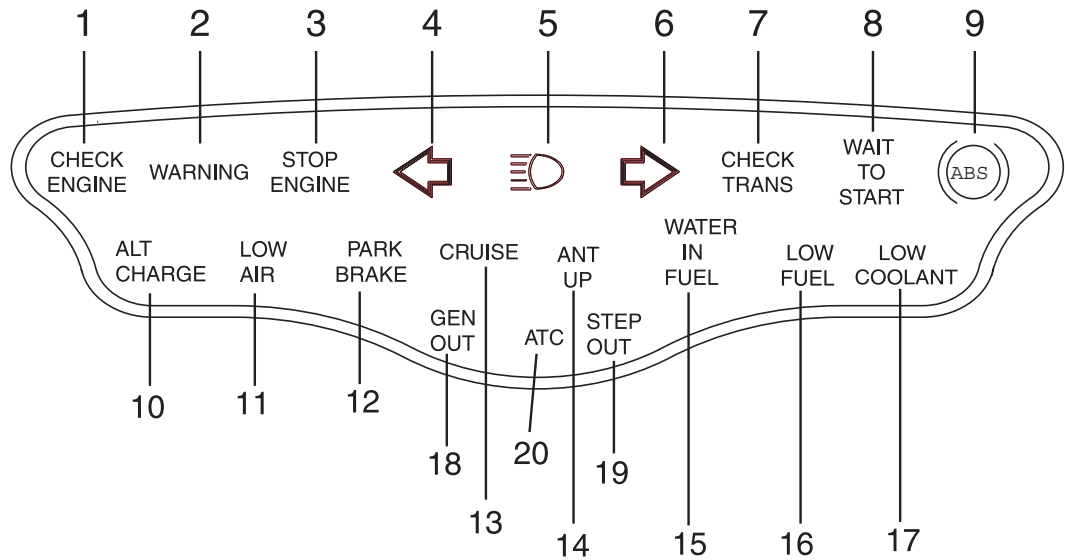 1 2 3 4 5 6 7 8 9
CHECK
ENGINE
WARNING
STOP
ENGINE
CHECK
TRANS
WAIT
TO
START
ABS
ALT
CHARGE
LOW
AIR
PARK
BRAKE
CRUISE
ANT
UP
WATER
IN
FUEL
LOW
FUEL
LOW
COOLANT
GEN
OUT
ATC
STEP
OUT
10 11 12 18 13 20 14 19 15 16 17